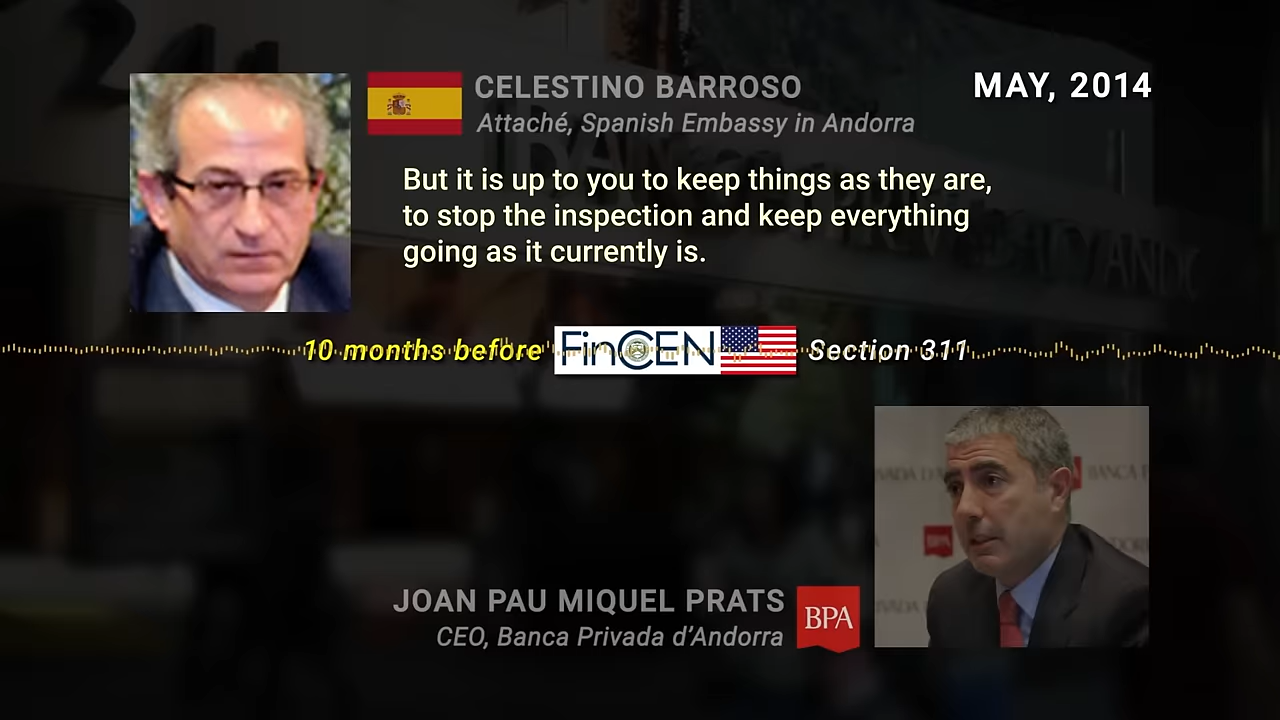 CELESTINO BARROSO
MAY, 2014
Attaché, Spanish Embassy in Andorra
But it is up to you to keep things as they are,
to stop the inspection and keep everything
going as it currently is.
10 months before FinCEN Section 311
JOAN PAU MIQUEL PRATS
CEO, Banca Privada d’Andorra
BPA